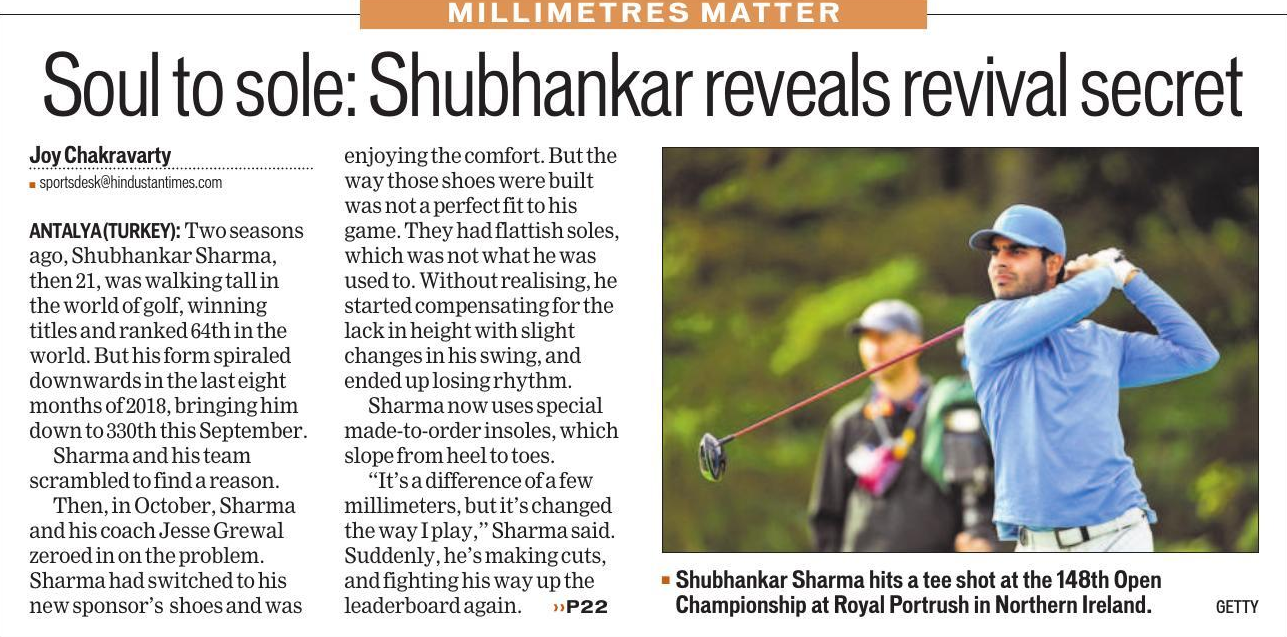 MILLIMETRES MATTER
Soul to sole: Shubhankar reveals revival secret
Joy Chakravarty
sportsdesk@hindustantimes.com
ANTALYA (TURKEY): Two seasons
ago, Shubhankar Sharma,
then 21, was walking tall in
the world of golf, winning
titles and ranked 64th in the
world. But his form spiraled
downwards in the last eight
months of 2018, bringing him
down to 330th this September.
Sharma and his team
scrambled to find a reason.
Then, in October, Sharma
and his coach Jesse Grewal
zeroed in on the problem.
Sharma had switched to his
new sponsor's shoes and was
enjoying the comfort. But the
way those shoes were built
was not a perfect fit to his
game. They had flattish soles,
which was not what he was
used to. Without realising, he
started compensating for the
lack in height with slight
changes in his swing, and
ended up losing rhythm.
Sharma now uses special
made-to-order insoles, which
slope from heel to toes.
“It's a difference of a few
millimeters, but it's changed
the way I play,” Sharma said.
Suddenly, he's making cuts,
and fighting his way up the
leaderboard again. ››P22
Shubhankar Sharma hits a tee shot at the 148th Open
Championship at Royal Portrush in Northern Ireland. GETTY